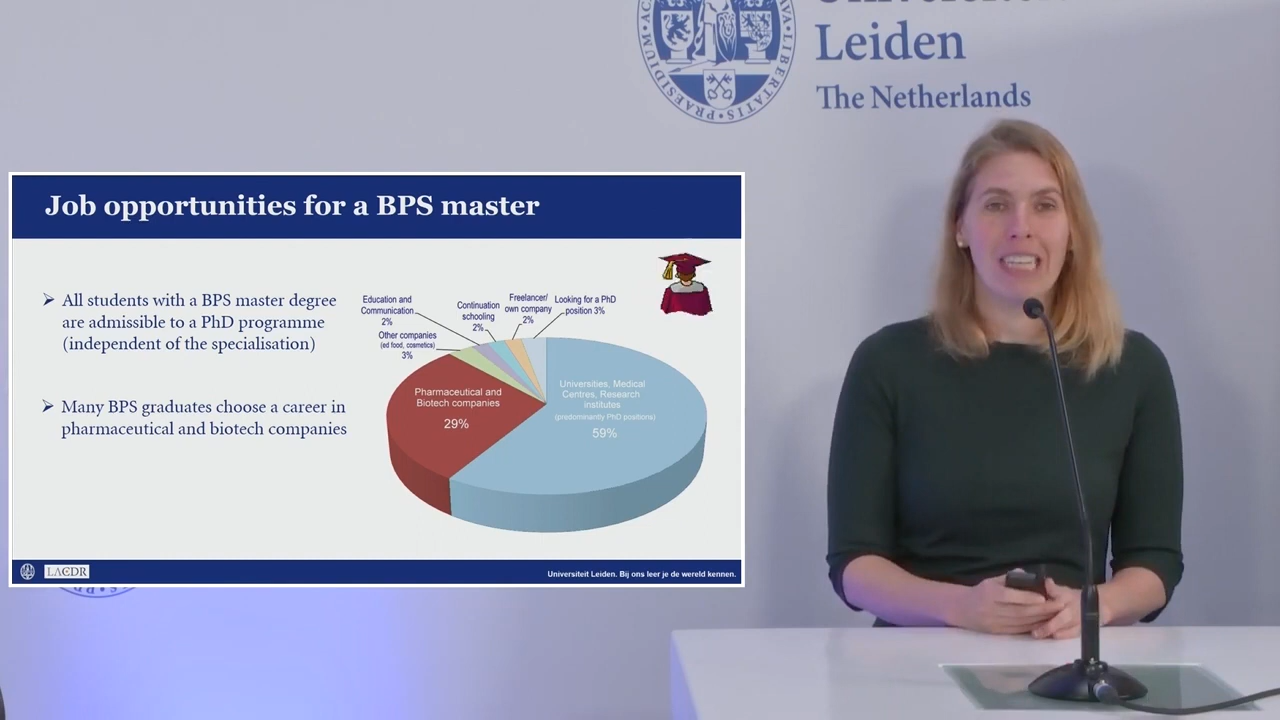 Leiden
The Netherlands
PRAESIDIUM
LIBERTATIS
Job opportunities for a BPS master
➢ All students with a BPS master degree
are admissible to a PhD programme
(independent of the specialisation)
➢ Many BPS graduates choose a career in
pharmaceutical and biotech companies
Education and
Communication
2%
Other companies
(ed food, cosmetics)
3%
Continuation
schooling
2%
Freelancer/
own company
2%
Looking for a PhD
position 3%
Pharmaceutical and
Biotech companies
29%
Universities, Medical
Centres, Research
institutes
(predominantly PhD positions)
59%
LACDR
Universiteit Leiden. Bij ons leer je de wereld kennen.